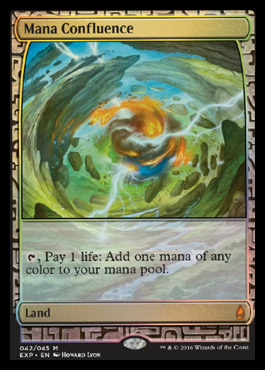 Mana Confluence
, Pay 1 life: Add one mana of any
color to your mana pool.
Land
042/045 M
EXP • EN Howard Lyon
™ & © 2016 Wizards of the Coast